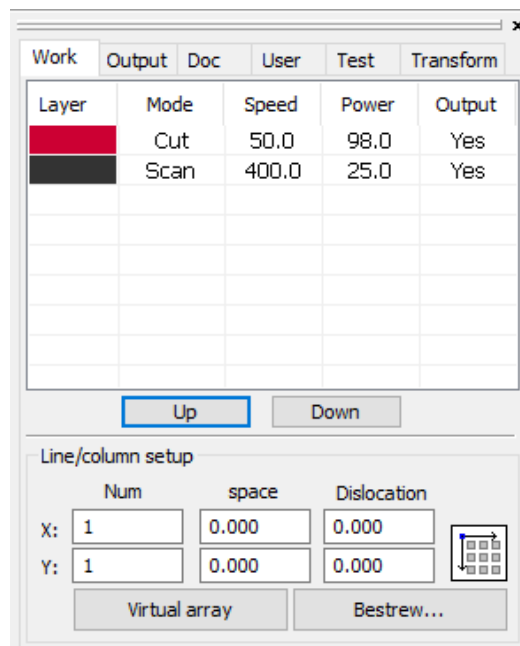 Work Output Doc User Test Transform
Layer Mode Speed Power Output
Cut 50.0 98.0 Yes
Scan 400.0 25.0 Yes
Up Down
Line/column setup
Num space Dislocation
X: 1 0.000 0.000
Y: 1 0.000 0.000
Virtual array Bestrew...